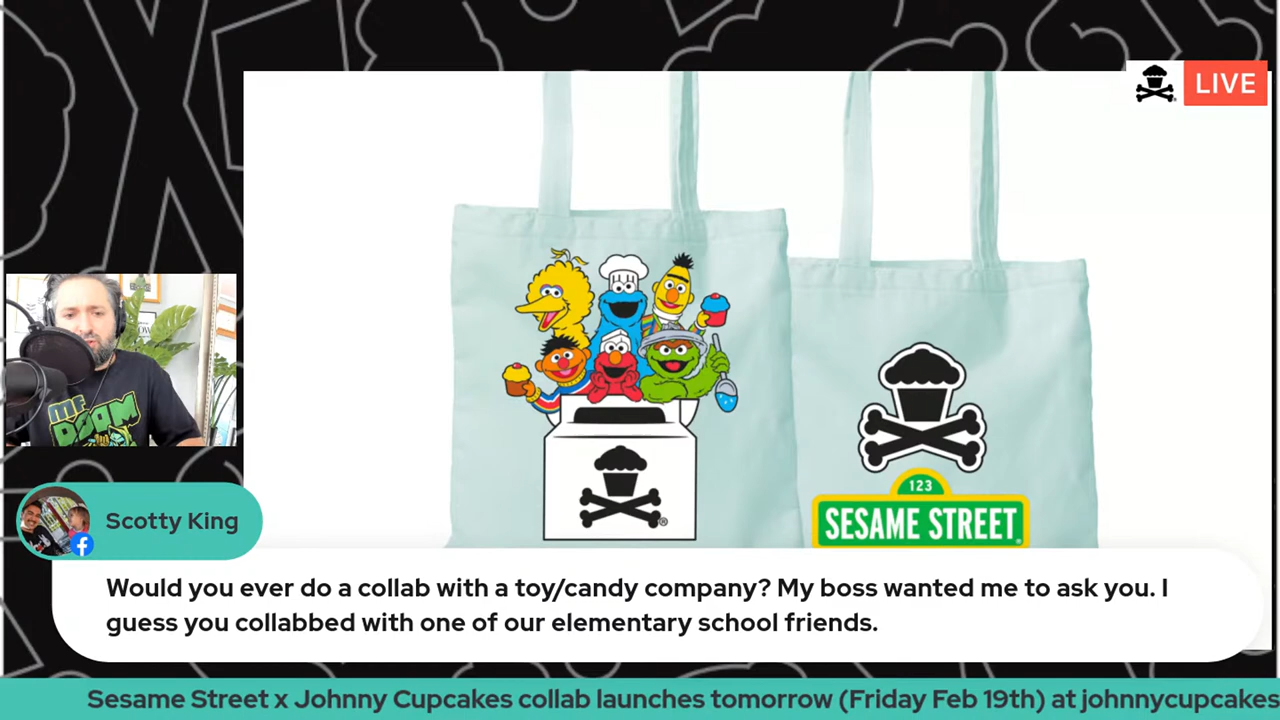 LIVE
123
SESAME STREET
MF
DOOM
Scotty King
Would you ever do a collab with a toy/candy company? My boss wanted me to ask you. I
guess you collabbed with one of our elementary school friends.
Sesame Street x Johnny Cupcakes collab launches tomorrow (Friday Feb 19th) at johnnycupcakes